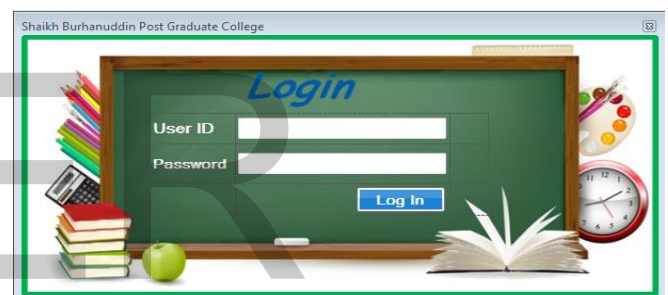 Shaikh Burhanuddin Post Graduate College
Login
User ID
Password
Log In